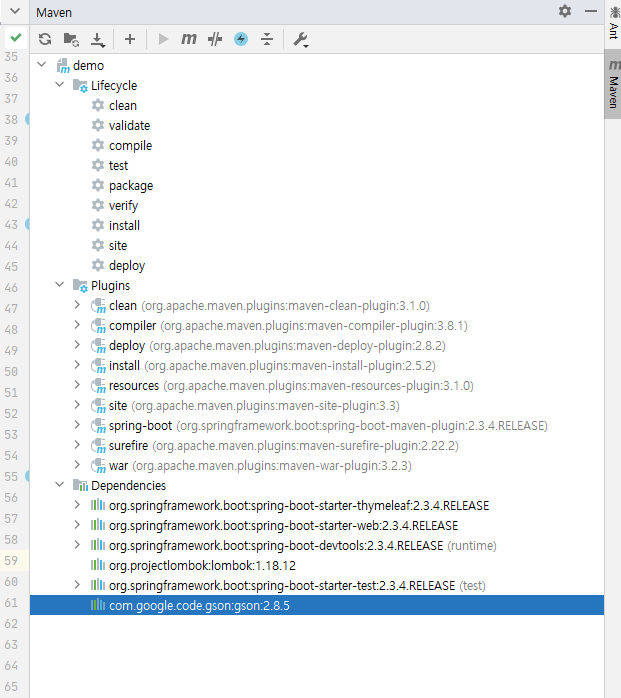 Maven
demo
Lifecycle
clean
validate
compile
test
package
verify
install
site
deploy
Plugins
clean (org.apache.maven.plugins:maven-clean-plugin:3.1.0)
compiler (org.apache.maven.plugins:maven-compiler-plugin:3.8.1)
deploy (org.apache.maven.plugins:maven-deploy-plugin:2.8.2)
install (org.apache.maven.plugins:maven-install-plugin:2.5.2)
resources (org.apache.maven.plugins:maven-resources-plugin:3.1.0)
site (org.apache.maven.plugins:maven-site-plugin:3.3)
spring-boot (org.springframework.boot:spring-boot-maven-plugin:2.3.4.RELEASE)
surefire (org.apache.maven.plugins:maven-surefire-plugin:2.22.2)
war (org.apache.maven.plugins:maven-war-plugin:3.2.3)
Dependencies
org.springframework.boot:spring-boot-starter-thymeleaf:2.3.4.RELEASE
org.springframework.boot:spring-boot-starter-web:2.3.4.RELEASE
org.springframework.boot:spring-boot-devtools:2.3.4.RELEASE (runtime)
org.projectlombok:lombok:1.18.12
org.springframework.boot:spring-boot-starter-test:2.3.4.RELEASE (test)
com.google.code.gson:gson:2.8.5
35
36
37
38
39
40
41
42
43
44
45
46
47
48
49
50
51
52
53
54
55
56
57
58
59
60
61
62
63
64
65
Ant
Maven